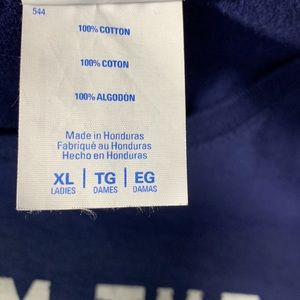 544
100% COTTON
100% COTON
100% ALGODÓN
Made in Honduras
Fabriqué au Honduras
Hecho en Honduras
XL | TG | EG
LADIES | DAMES | DAMAS